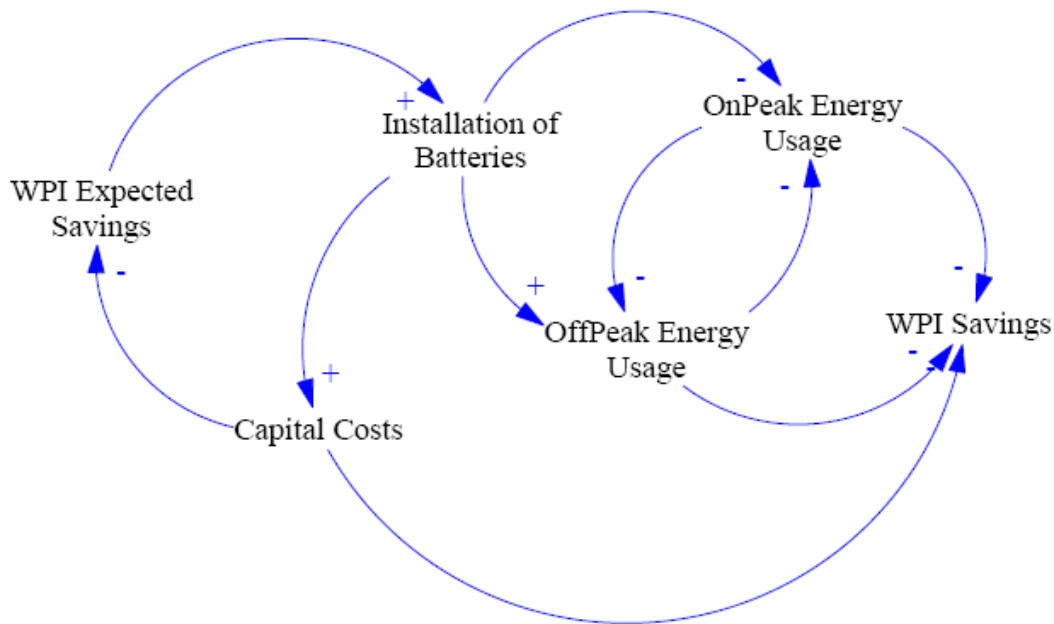 -
OnPeak Energy
Usage
+
Installation of
Batteries
WPI Expected
Savings
-
-
-
-
+
OffPeak Energy
Usage
WPI Savings
-
-
+
Capital Costs